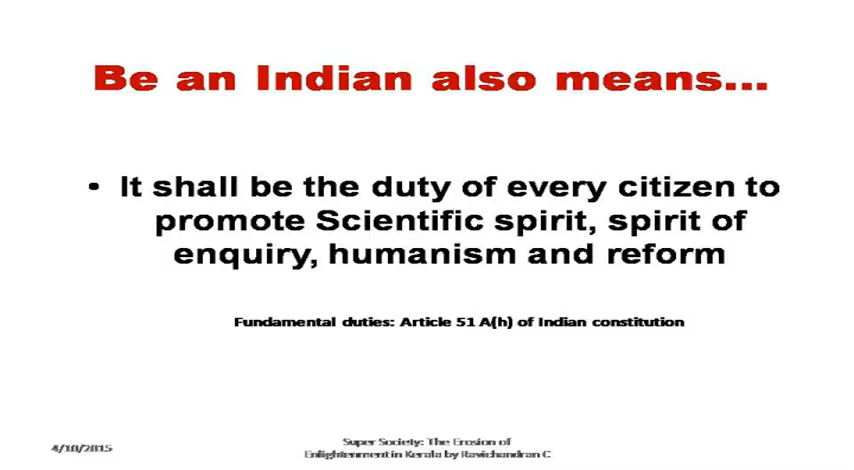 Be an Indian also means...
• It shall be the duty of every citizen to
promote Scientific spirit, spirit of
enquiry, humanism and reform
Fundamental duties: Article 51 A(h) of Indian constitution
4/10/2015
Super Society: The Erosion of
Enlightenment in Kerala by Ravichandran C